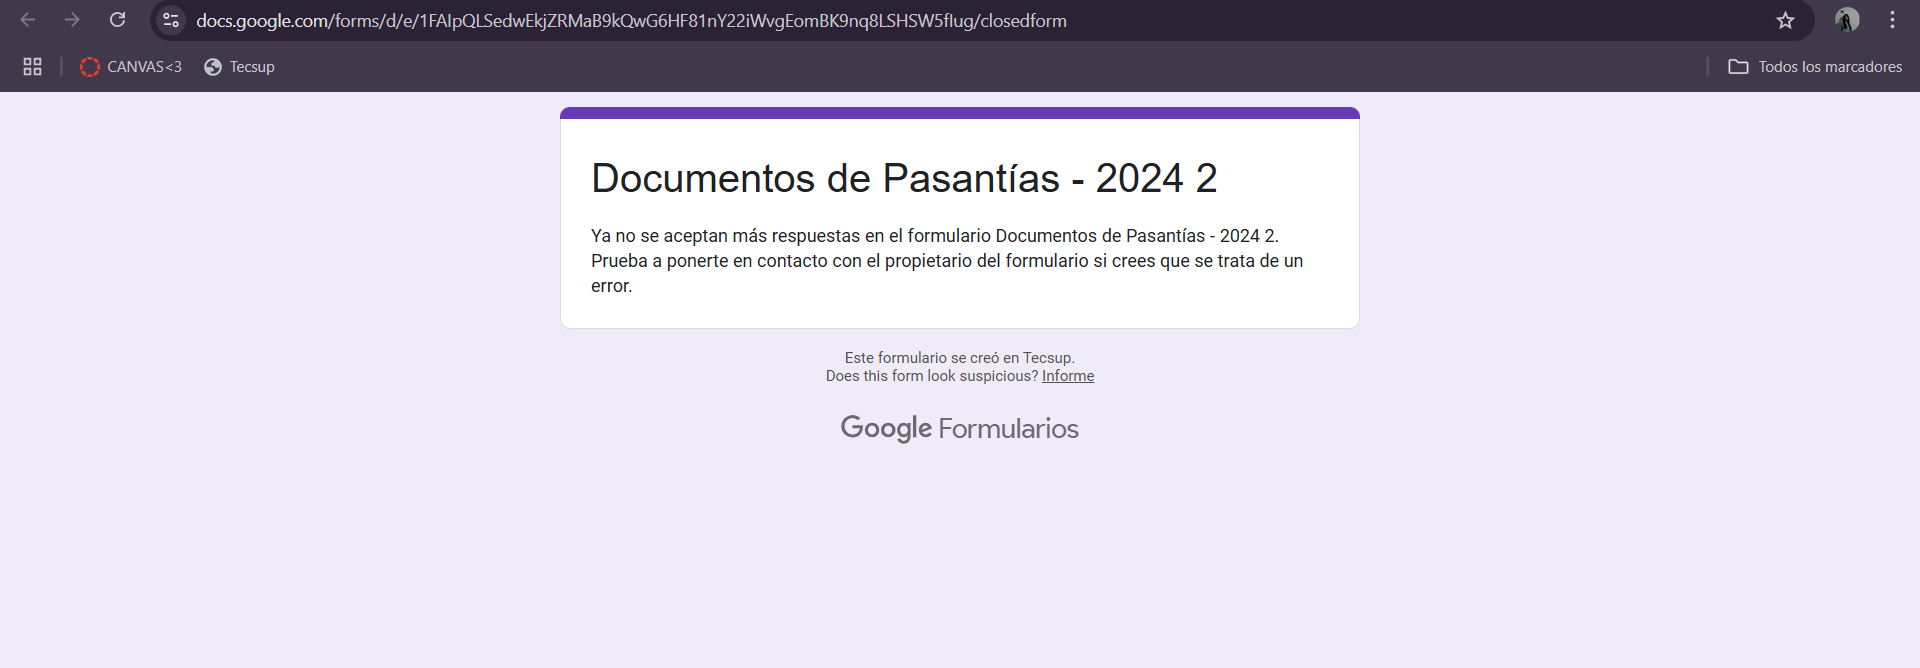 docs.google.com/forms/d/e/1FAIpQLSedwEkjZRMaB9kQwG6HF81nY22iWvgEomBK9nq8LSHSW5flug/closedform
CANVAS<3
Tecsup
Todos los marcadores
Documentos de Pasantías - 2024 2
Ya no se aceptan más respuestas en el formulario Documentos de Pasantías - 2024 2.
Prueba a ponerte en contacto con el propietario del formulario si crees que se trata de un
error.
Este formulario se creó en Tecsup.
Does this form look suspicious? Informe
Google Formularios